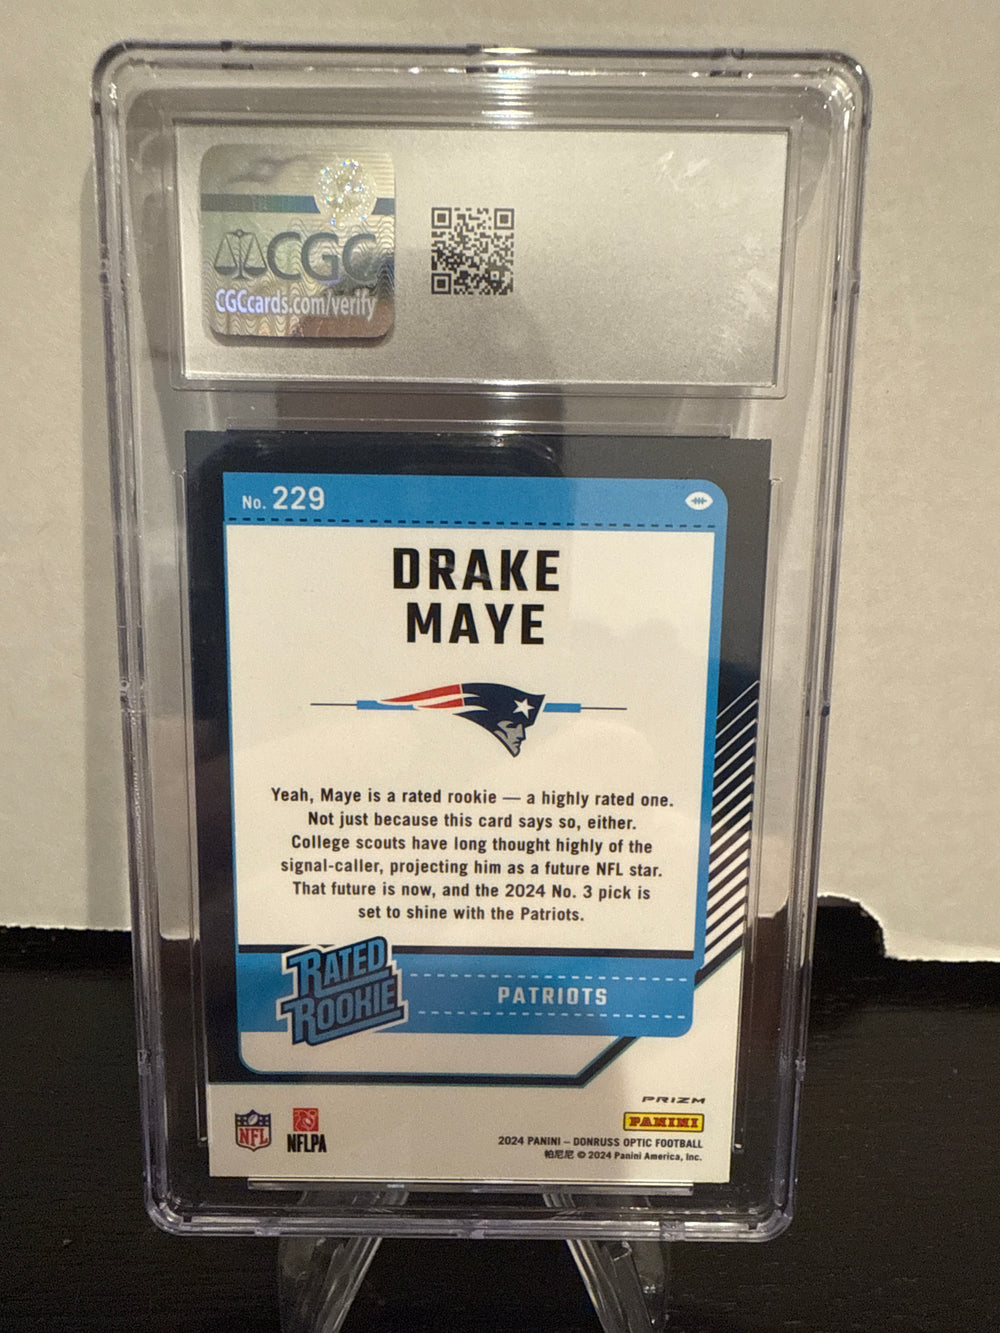 CGC
CGCcards.com/verify
No. 229
DRAKE
MAYE
Yeah, Maye is a rated rookie — a highly rated one.
Not just because this card says so, either.
College scouts have long thought highly of the
signal-caller, projecting him as a future NFL star.
That future is now, and the 2024 No. 3 pick is
set to shine with the Patriots.
RATED
ROOKIE
PATRIOTS
PRIZM
PANINI
NFL
NFLPA
2024 PANINI – DONRUSS OPTIC FOOTBALL
帕尼尼 © 2024 Panini America, Inc.